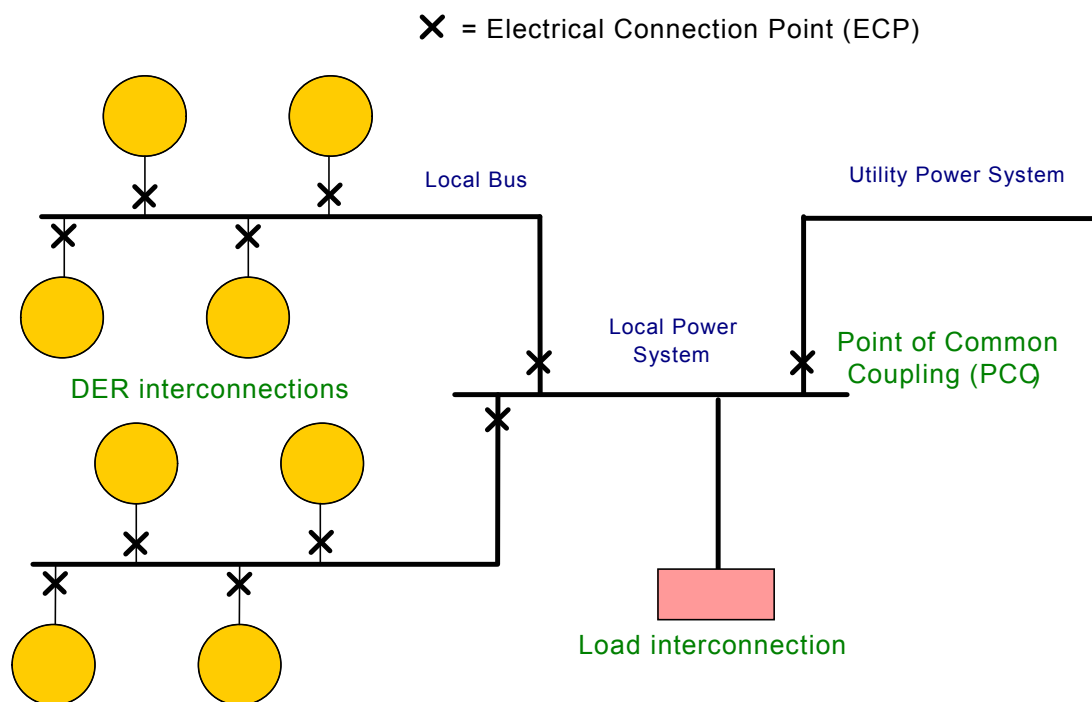 = Electrical Connection Point (ECP)
Local Bus
Utility Power System
Local Power
System
Point of Common
Coupling (PCC)
DER interconnections
Load interconnection